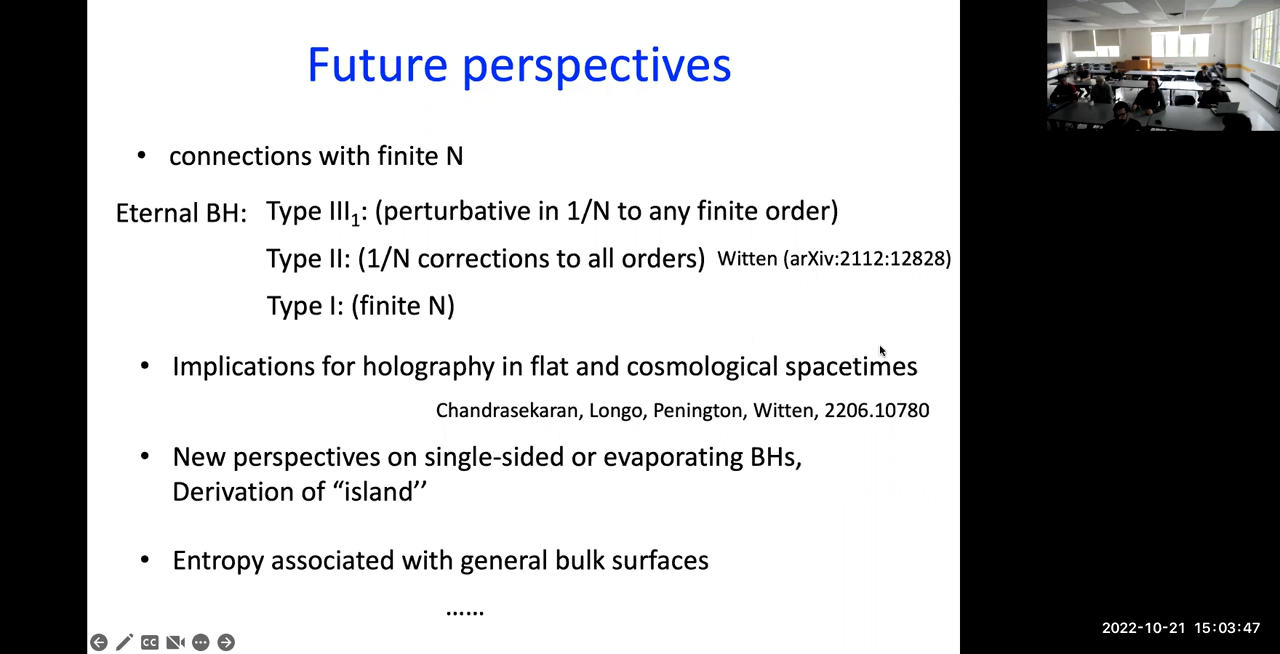 Future perspectives
• connections with finite N
Eternal BH: Type III₁: (perturbative in 1/N to any finite order)
Type II: (1/N corrections to all orders) Witten (arXiv:2112:12828)
Type I: (finite N)
• Implications for holography in flat and cosmological spacetimes
Chandrasekaran, Longo, Penington, Witten, 2206.10780
• New perspectives on single-sided or evaporating BHs,
Derivation of “island’’
• Entropy associated with general bulk surfaces
......
CC
2022-10-21 15:03:47